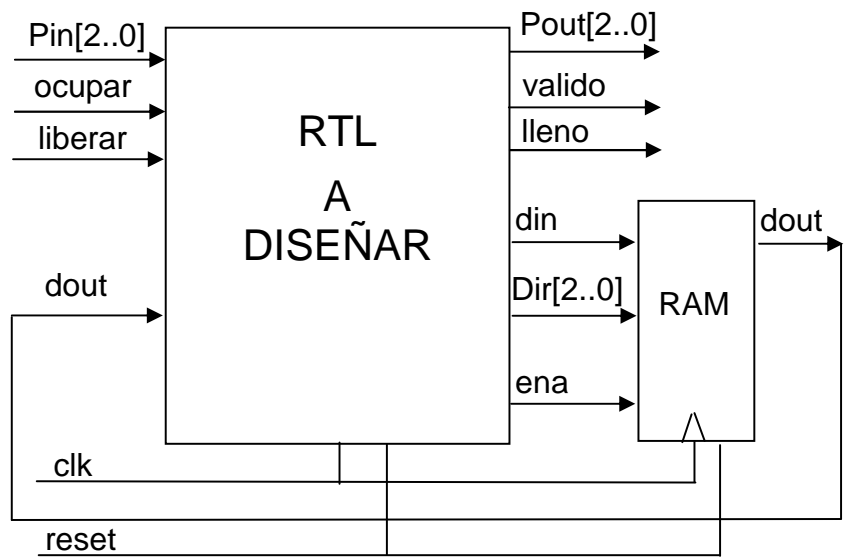 Pin[2..0]
ocupar
liberar
dout
RTL
A
DISEÑAR
Pout[2..0]
valido
lleno
din
Dir[2..0]
ena
RAM
dout
clk
reset